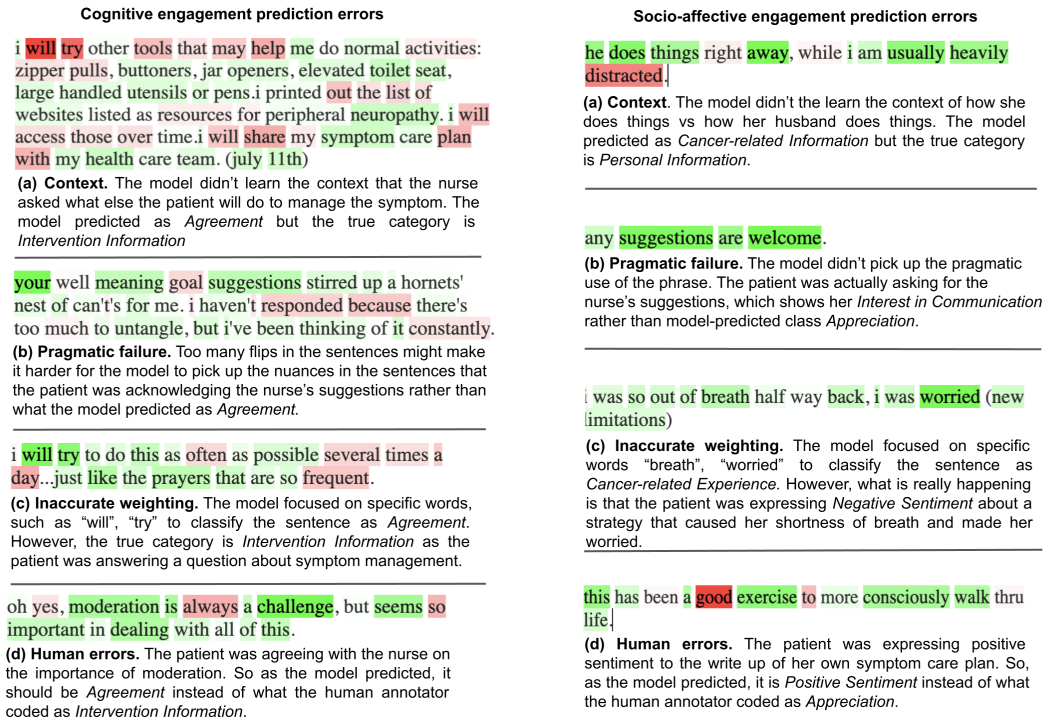 Cognitive engagement prediction errors
i will try other tools that may help me do normal activities:
zipper pulls, buttoners, jar openers, elevated toilet seat,
large handled utensils or pens.i printed out the list of
websites listed as resources for peripheral neuropathy. i will
access those over time.i will share my symptom care plan
with my health care team. (july 11th)
(a) Context. The model didn't learn the context that the nurse
asked what else the patient will do to manage the symptom. The
model predicted as Agreement but the true category is
Intervention Information
your well meaning goal suggestions stirred up a hornets'
nest of can't's for me. i haven't responded because there's
too much to untangle, but i've been thinking of it constantly.
(b) Pragmatic failure. Too many flips in the sentences might make
it harder for the model to pick up the nuances in the sentences that
the patient was acknowledging the nurse's suggestions rather than
what the model predicted as Agreement.
i will try to do this as often as possible several times a
day...just like the prayers that are so frequent.
(c) Inaccurate weighting. The model focused on specific words,
such as “will”, “try” to classify the sentence as Agreement.
However, the true category is Intervention Information as the
patient was answering a question about symptom management.
oh yes, moderation is always a challenge, but seems so
important in dealing with all of this.
(d) Human errors. The patient was agreeing with the nurse on
the importance of moderation. So as the model predicted, it
should be Agreement instead of what the human annotator
coded as Intervention Information.
Socio-affective engagement prediction errors
he does things right away, while i am usually heavily
distracted.
(a) Context. The model didn't the learn the context of how she
does things vs how her husband does things. The model
predicted as Cancer-related Information but the true category
is Personal Information.
any suggestions are welcome.
(b) Pragmatic failure. The model didn't pick up the pragmatic
use of the phrase. The patient was actually asking for the
nurse's suggestions, which shows her Interest in Communication
rather than model-predicted class Appreciation.
i was so out of breath half way back, i was worried (new
limitations)
(c) Inaccurate weighting. The model focused on specific
words “breath”, “worried” to classify the sentence as
Cancer-related Experience. However, what is really happening
is that the patient was expressing Negative Sentiment about a
strategy that caused her shortness of breath and made her
worried.
this has been a good exercise to more consciously walk thru
life.
(d) Human errors. The patient was expressing positive
sentiment to the write up of her own symptom care plan. So,
as the model predicted, it is Positive Sentiment instead of what
the human annotator coded as Appreciation.